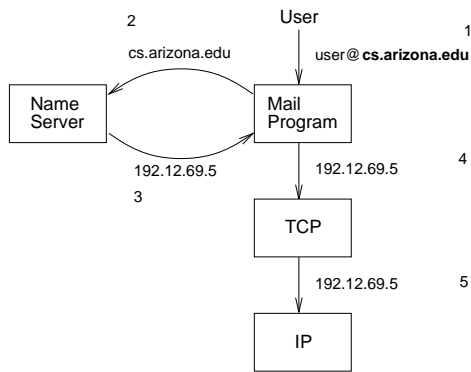 2
User
1
cs.arizona.edu
user@cs.arizona.edu
Name
Server
Mail
Program
192.12.69.5
3
192.12.69.5
4
TCP
192.12.69.5
5
IP